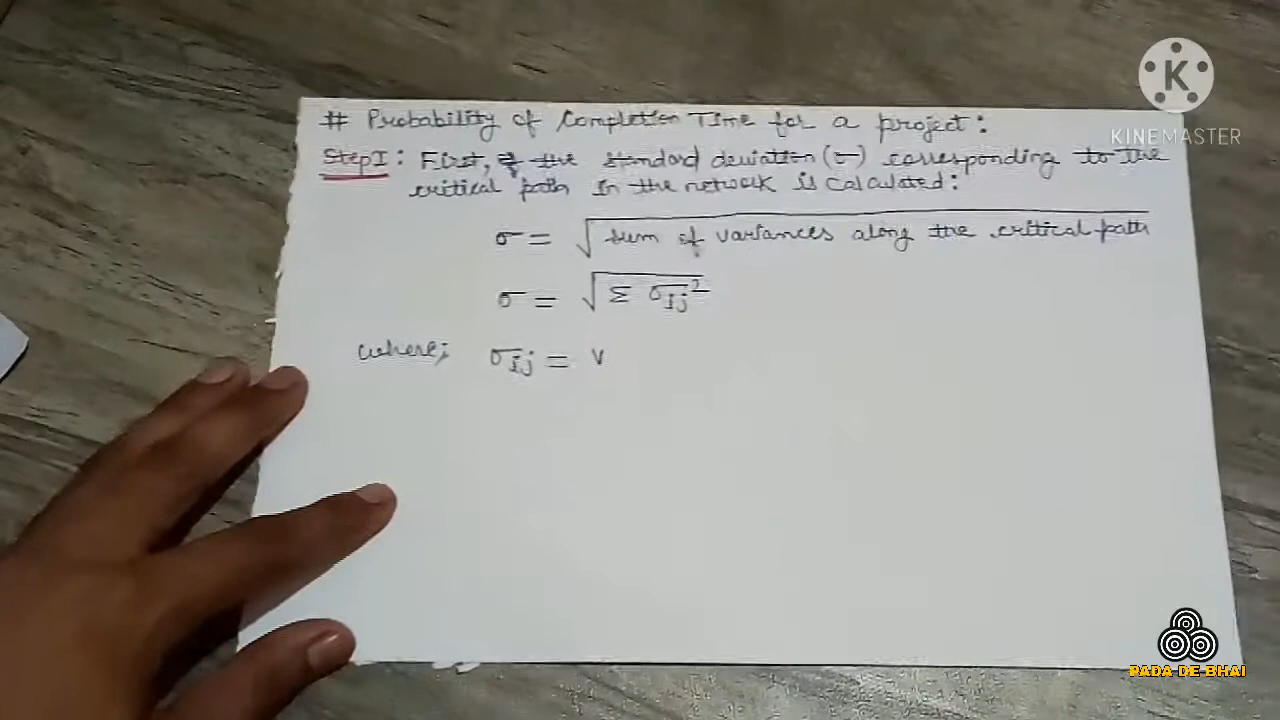 # Probability of Completion Time for a project:
Step I: First, the standard deviation (σ) corresponding to the
critical path in the network is calculated:
σ = √sum of variances along the critical path
σ = √Σ σIj²
where; σIj = v
K
KINEMASTER
PADA DE BHAI